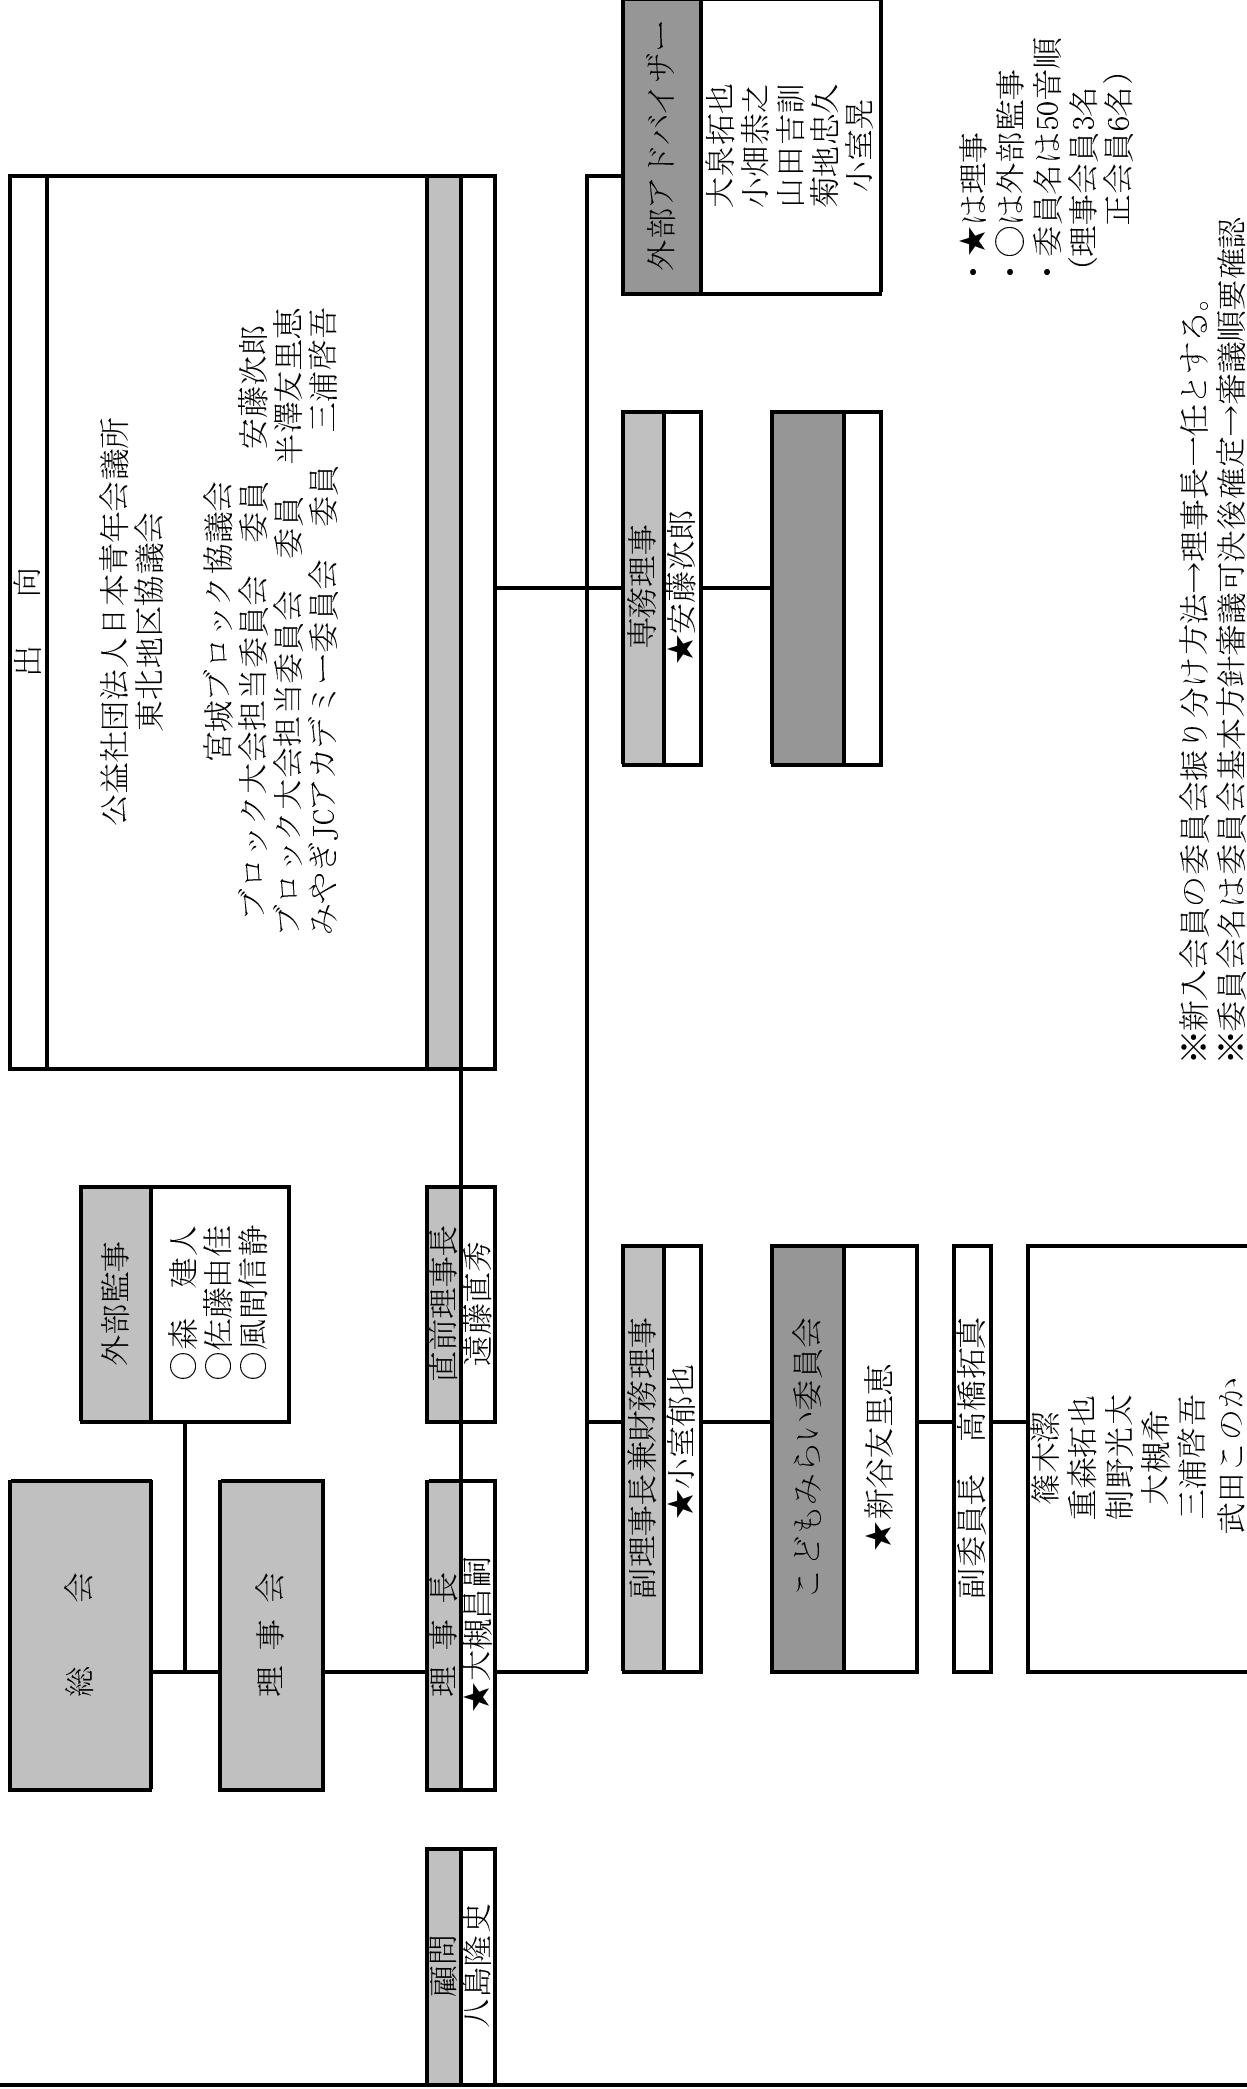 総　会
外部監事
○森　建人
○佐藤由佳
○風間信静
理 事 会
出　向
公益社団法人日本青年会議所
東北地区協議会
宮城ブロック協議会
ブロック大会担当委員会　委員　安藤次郎
ブロック大会担当委員会　委員　半澤友里恵
みやぎJCアカデミー委員会　委員　三浦啓吾
顧問
八島隆史
理 事 長
★大槻昌嗣
直前理事長
遠藤直秀
副理事長兼財務理事
★小室郁也
専務理事
★安藤次郎
外部アドバイザー
大泉拓也
小畑恭之
山田吉訓
菊地忠久
小室晃
こどもみらい委員会
★新谷友里恵
副委員長　高橋拓真
篠木潔
重森拓也
制野光太
大槻希
三浦啓吾
武田このか
・★は理事
・○は外部監事
・委員名は50音順
(理事会員3名
正会員6名)
※新入会員の委員会振り分け方法→理事長一任とする。
※委員会名は委員会基本方針審議可決後確定→審議順要確認